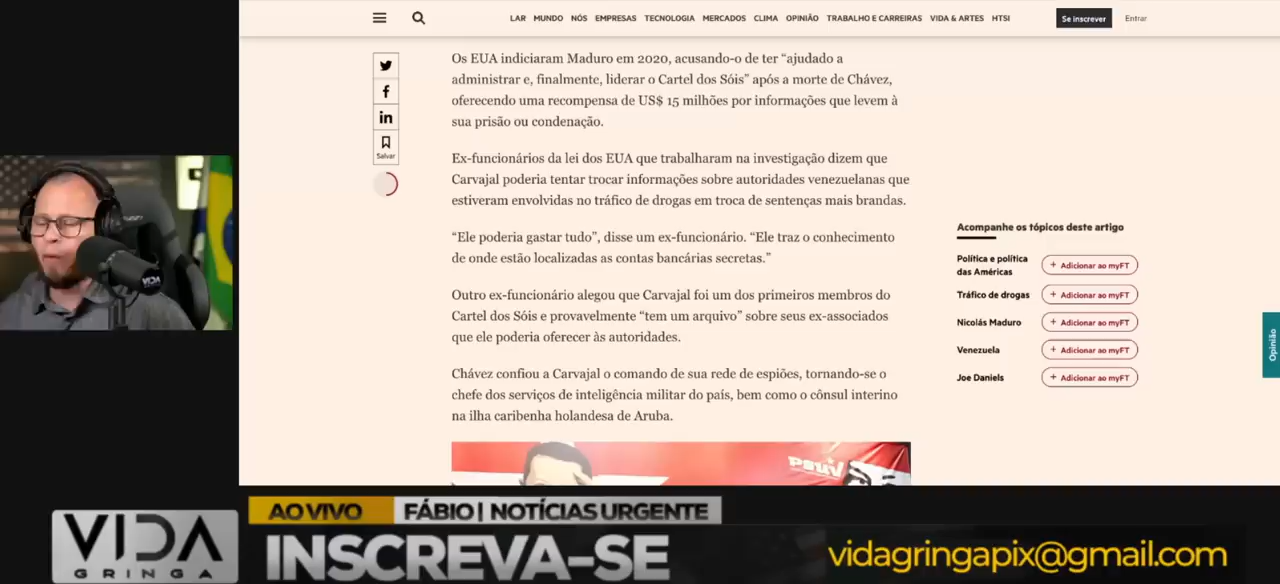 LAR MUNDO NÓS EMPRESAS TECNOLOGIA MERCADOS CLIMA OPINIÃO TRABALHO E CARREIRAS VIDA & ARTES HTSI
Se inscrever
Entrar
Os EUA indiciaram Maduro em 2020, acusando-o de ter “ajudado a
administrar e, finalmente, liderar o Cartel dos Sóis” após a morte de Chávez,
oferecendo uma recompensa de US$ 15 milhões por informações que levem à
sua prisão ou condenação.
Salvar
Ex-funcionários da lei dos EUA que trabalharam na investigação dizem que
Carvajal poderia tentar trocar informações sobre autoridades venezuelanas que
estiveram envolvidas no tráfico de drogas em troca de sentenças mais brandas.
“Ele poderia gastar tudo”, disse um ex-funcionário. “Ele traz o conhecimento
de onde estão localizadas as contas bancárias secretas.”
Outro ex-funcionário alegou que Carvajal foi um dos primeiros membros do
Cartel dos Sóis e provavelmente “tem um arquivo” sobre seus ex-associados
que ele poderia oferecer às autoridades.
Chávez confiou a Carvajal o comando de sua rede de espiões, tornando-se o
chefe dos serviços de inteligência militar do país, bem como o cônsul interino
na ilha caribenha holandesa de Aruba.
Acompanhe os tópicos deste artigo
Política e política
das Américas
+ Adicionar ao myFT
Tráfico de drogas
+ Adicionar ao myFT
Nicolás Maduro
+ Adicionar ao myFT
Venezuela
+ Adicionar ao myFT
Joe Daniels
+ Adicionar ao myFT
Opinião
VIDA
PSUV
AO VIVO
FÁBIO | NOTÍCIAS URGENTE
VIDA
GRINGA
INSCREVA-SE
vidagringapix@gmail.com